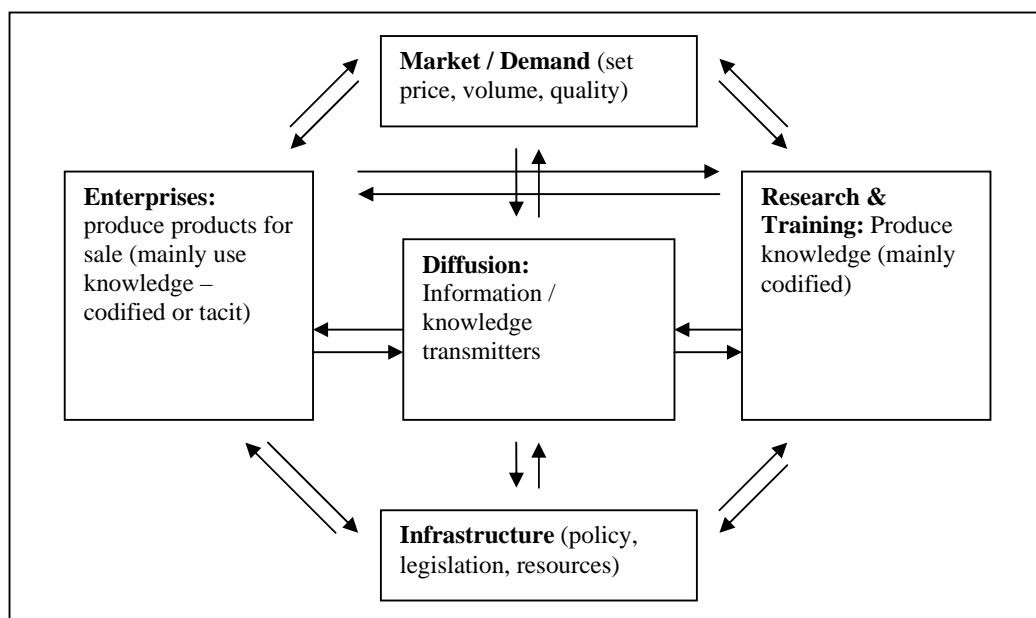 Market / Demand (set
price, volume, quality)
Enterprises:
produce products for
sale (mainly use
knowledge –
codified or tacit)
Diffusion:
Information /
knowledge
transmitters
Research &
Training: Produce
knowledge (mainly
codified)
Infrastructure (policy,
legislation, resources)